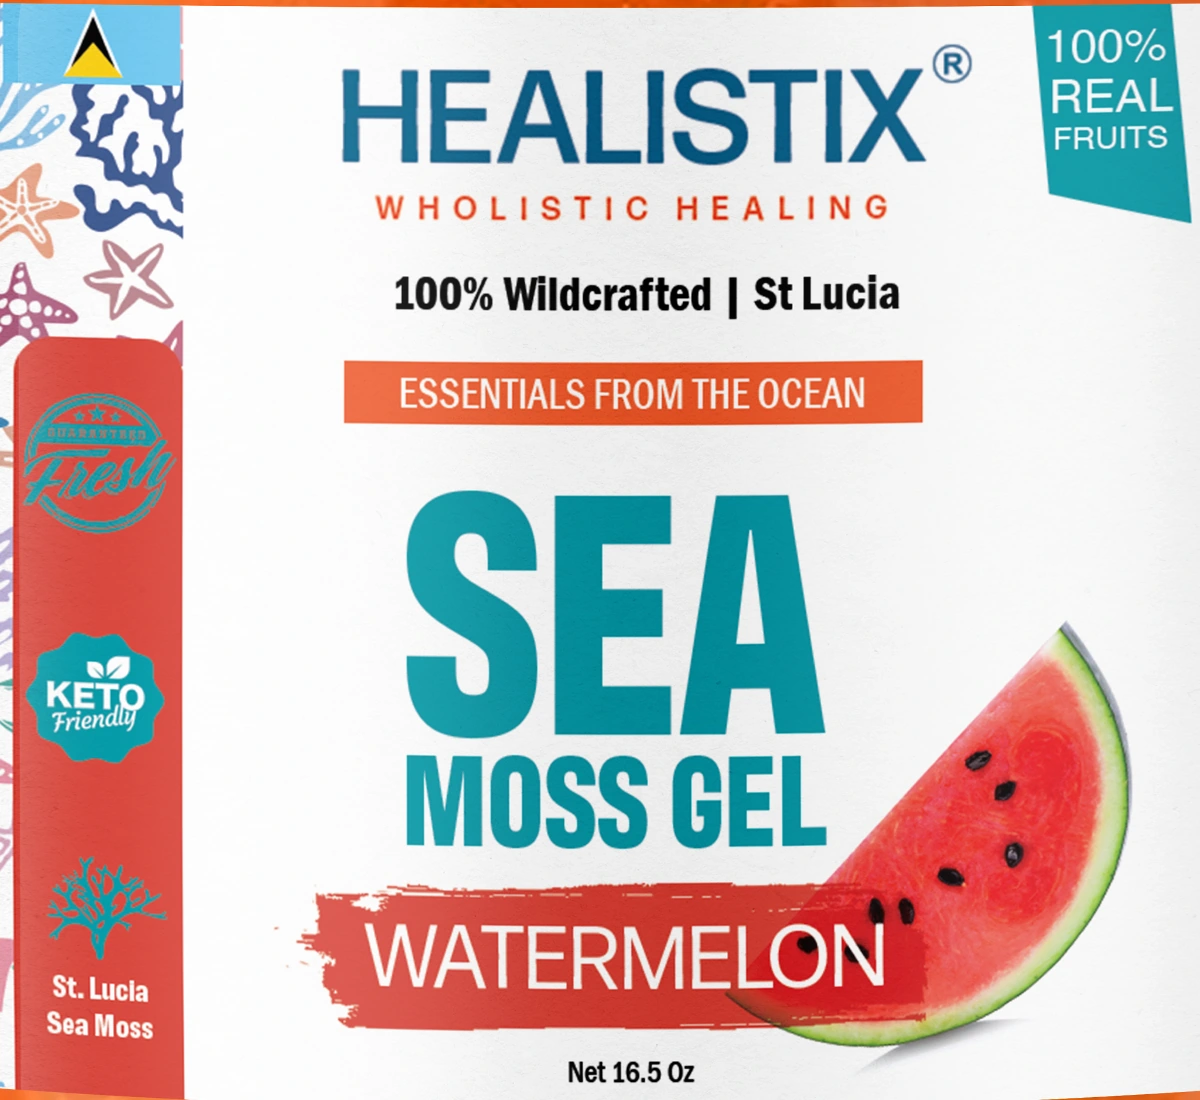 HEALISTIX®
WHOLISTIC HEALING
100% Wildcrafted | St Lucia
ESSENTIALS FROM THE OCEAN
SEA
MOSS GEL
WATERMELON
Net 16.5 Oz
100%
REAL
FRUITS
GUARANTEED
Fresh
KETO
Friendly
St. Lucia
Sea Moss